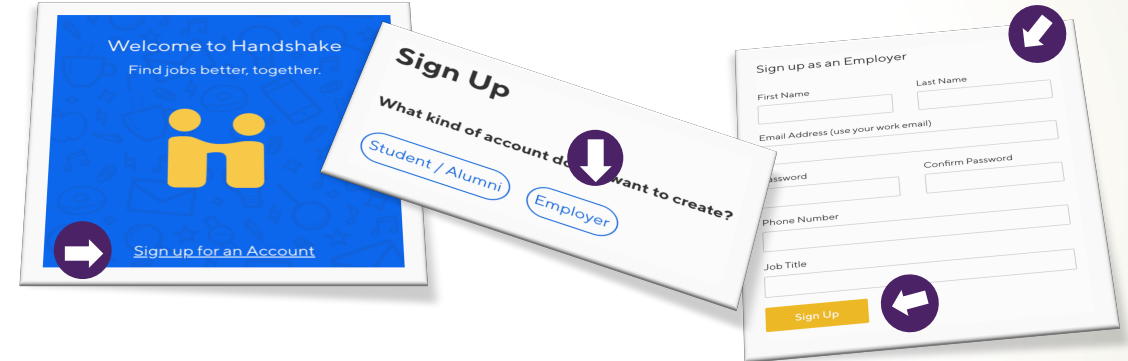 Welcome to Handshake
Find jobs better, together.
Sign up for an Account
Sign Up
What kind of account do want to create?
Student / Alumni
Employer
Sign up as an Employer
First Name
Last Name
Email Address (use your work email)
assword
Confirm Password
Phone Number
Job Title
Sign Up